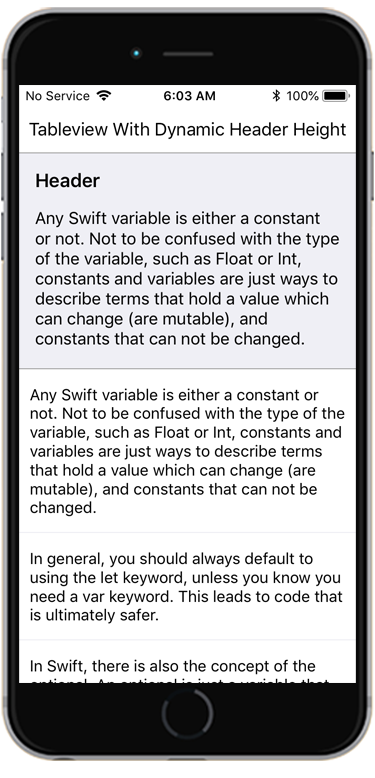 No Service 6:03 AM 100%
Tableview With Dynamic Header Height
Header
Any Swift variable is either a constant
or not. Not to be confused with the type
of the variable, such as Float or Int,
constants and variables are just ways to
describe terms that hold a value which
can change (are mutable), and
constants that can not be changed.
Any Swift variable is either a constant or
not. Not to be confused with the type of the
variable, such as Float or Int, constants and
variables are just ways to describe terms
that hold a value which can change (are
mutable), and constants that can not be
changed.
In general, you should always default to
using the let keyword, unless you know you
need a var keyword. This leads to code that
is ultimately safer.
In Swift, there is also the concept of the
optional. An optional is just a variable that